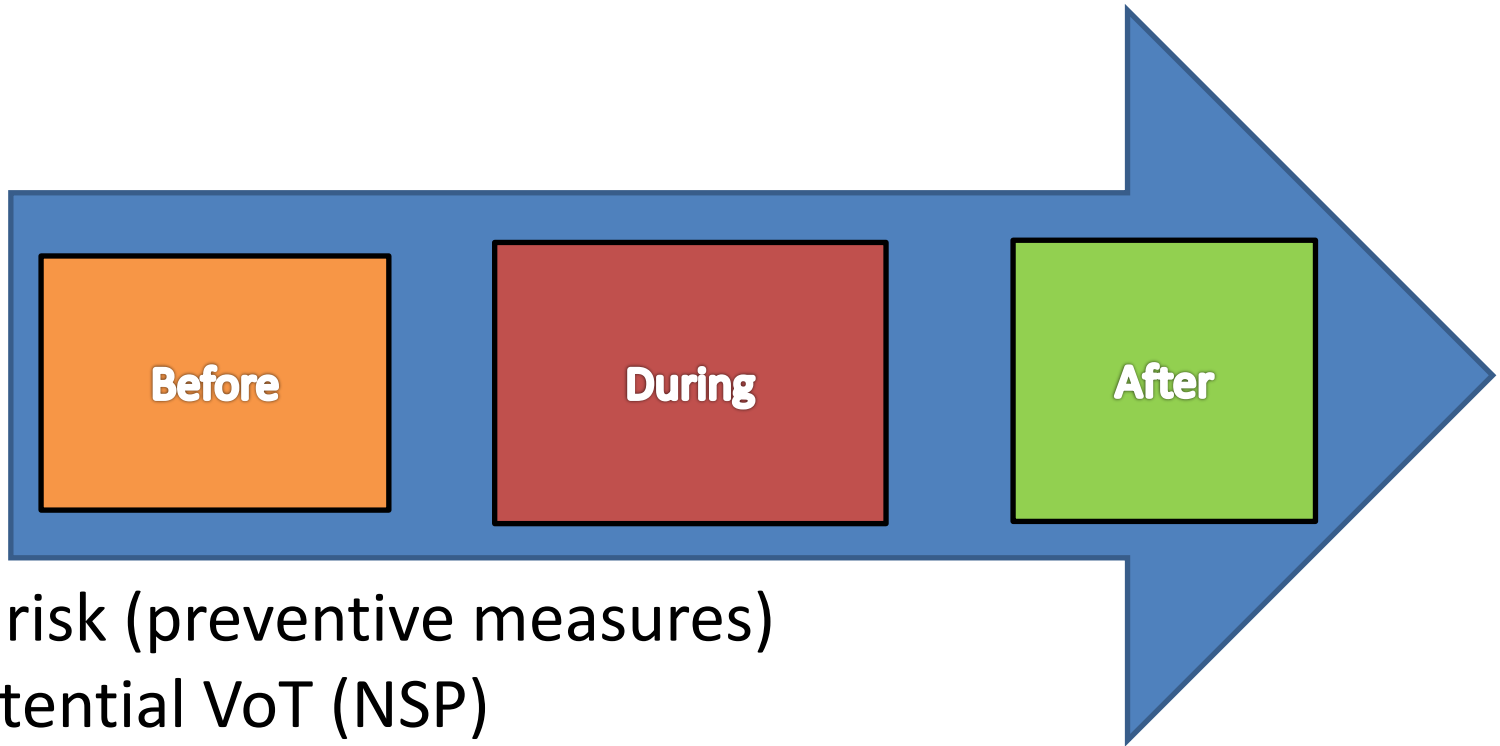 Before
During
After
risk (preventive measures)
tential VoT (NSP)